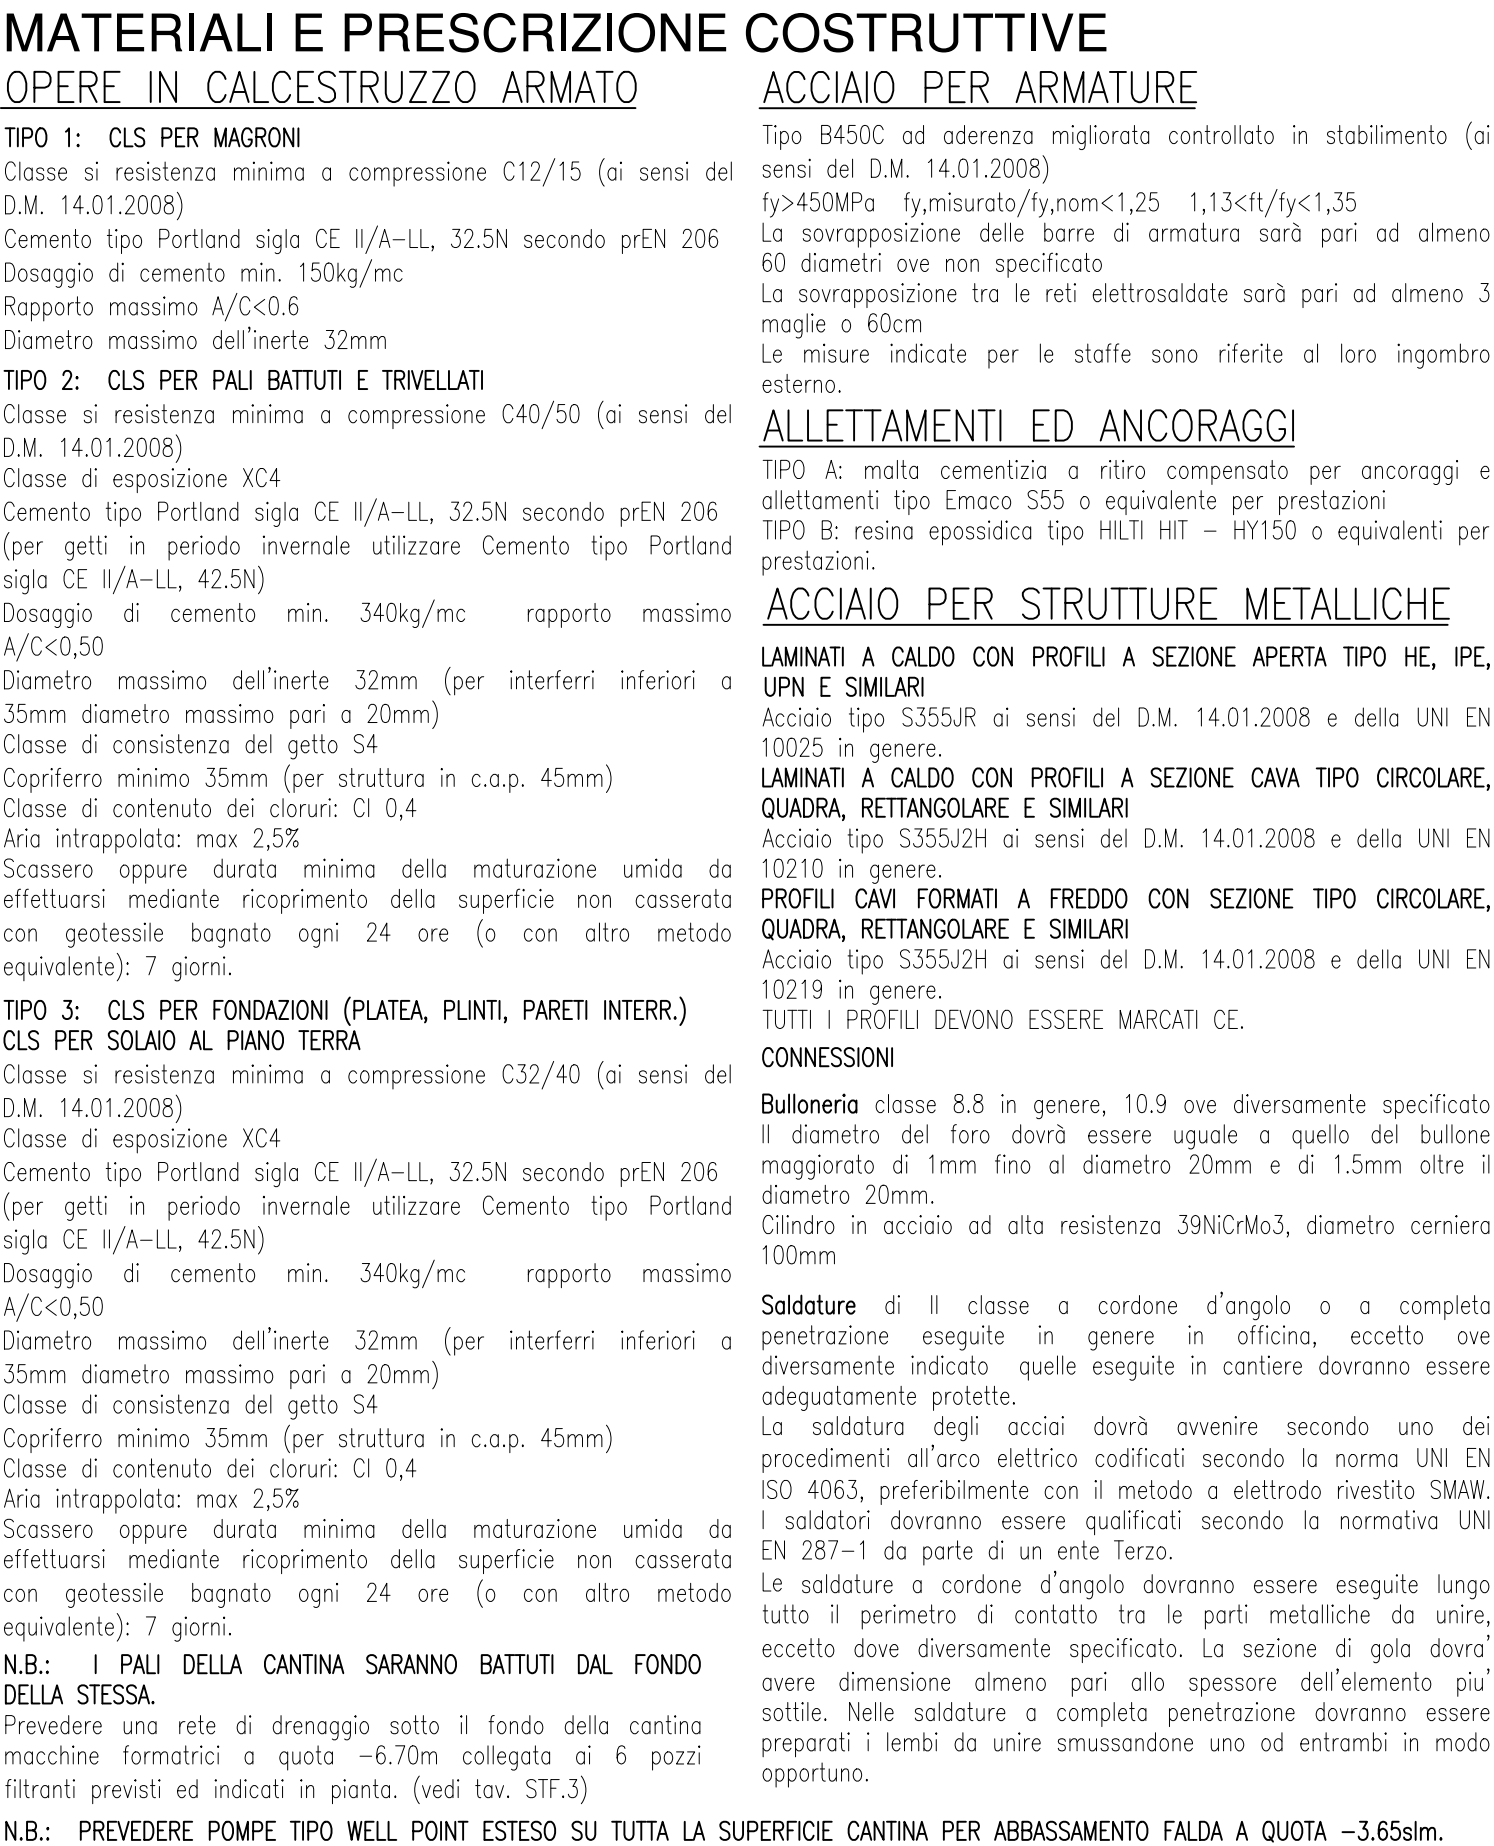 MATERIALI E PRESCRIZIONE COSTRUTTIVE
OPERE IN CALCESTRUZZO ARMATO
TIPO 1: CLS PER MAGRONI
Classe si resistenza minima a compressione C12/15 (ai sensi del
D.M. 14.01.2008)
Cemento tipo Portland sigla CE II/A-LL, 32.5N secondo prEN 206
Dosaggio di cemento min. 150kg/mc
Rapporto massimo A/C<0.6
Diametro massimo dell'inerte 32mm
TIPO 2: CLS PER PALI BATTUTI E TRIVELLATI
Classe si resistenza minima a compressione C40/50 (ai sensi del
D.M. 14.01.2008)
Classe di esposizione XC4
Cemento tipo Portland sigla CE II/A-LL, 32.5N secondo prEN 206
(per getti in periodo invernale utilizzare Cemento tipo Portland
sigla CE II/A-LL, 42.5N)
Dosaggio di cemento min. 340kg/mc rapporto massimo
A/C<0,50
Diametro massimo dell'inerte 32mm (per interferri inferiori a
35mm diametro massimo pari a 20mm)
Classe di consistenza del getto S4
Copriferro minimo 35mm (per struttura in c.a.p. 45mm)
Classe di contenuto dei cloruri: Cl 0,4
Aria intrappolata: max 2,5%
Scassero oppure durata minima della maturazione umida da
effettuarsi mediante ricoprimento della superficie non casserata
con geotessile bagnato ogni 24 ore (o con altro metodo
equivalente): 7 giorni.
TIPO 3: CLS PER FONDAZIONI (PLATEA, PLINTI, PARETI INTERR.)
CLS PER SOLAIO AL PIANO TERRA
Classe si resistenza minima a compressione C32/40 (ai sensi del
D.M. 14.01.2008)
Classe di esposizione XC4
Cemento tipo Portland sigla CE II/A-LL, 32.5N secondo prEN 206
(per getti in periodo invernale utilizzare Cemento tipo Portland
sigla CE II/A-LL, 42.5N)
Dosaggio di cemento min. 340kg/mc rapporto massimo
A/C<0,50
Diametro massimo dell'inerte 32mm (per interferri inferiori a
35mm diametro massimo pari a 20mm)
Classe di consistenza del getto S4
Copriferro minimo 35mm (per struttura in c.a.p. 45mm)
Classe di contenuto dei cloruri: Cl 0,4
Aria intrappolata: max 2,5%
Scassero oppure durata minima della maturazione umida da
effettuarsi mediante ricoprimento della superficie non casserata
con geotessile bagnato ogni 24 ore (o con altro metodo
equivalente): 7 giorni.
N.B.: I PALI DELLA CANTINA SARANNO BATTUTI DAL FONDO
DELLA STESSA.
Prevedere una rete di drenaggio sotto il fondo della cantina
macchine formatrici a quota -6.70m collegata ai 6 pozzi
filtranti previsti ed indicati in pianta. (vedi tav. STF.3)
ACCIAIO PER ARMATURE
Tipo B450C ad aderenza migliorata controllato in stabilimento (ai
sensi del D.M. 14.01.2008)
fy>450MPa fy,misurato/fy,nom<1,25 1,13<ft/fy<1,35
La sovrapposizione delle barre di armatura sarà pari ad almeno
60 diametri ove non specificato
La sovrapposizione tra le reti elettrosaldate sarà pari ad almeno 3
maglie o 60cm
Le misure indicate per le staffe sono riferite al loro ingombro
esterno.
ALLETTAMENTI ED ANCORAGGI
TIPO A: malta cementizia a ritiro compensato per ancoraggi e
allettamenti tipo Emaco S55 o equivalente per prestazioni
TIPO B: resina epossidica tipo HILTI HIT - HY150 o equivalenti per
prestazioni.
ACCIAIO PER STRUTTURE METALLICHE
LAMINATI A CALDO CON PROFILI A SEZIONE APERTA TIPO HE, IPE,
UPN E SIMILARI
Acciaio tipo S355JR ai sensi del D.M. 14.01.2008 e della UNI EN
10025 in genere.
LAMINATI A CALDO CON PROFILI A SEZIONE CAVA TIPO CIRCOLARE,
QUADRA, RETTANGOLARE E SIMILARI
Acciaio tipo S355J2H ai sensi del D.M. 14.01.2008 e della UNI EN
10210 in genere.
PROFILI CAVI FORMATI A FREDDO CON SEZIONE TIPO CIRCOLARE,
QUADRA, RETTANGOLARE E SIMILARI
Acciaio tipo S355J2H ai sensi del D.M. 14.01.2008 e della UNI EN
10219 in genere.
TUTTI I PROFILI DEVONO ESSERE MARCATI CE.
CONNESSIONI
Bulloneria classe 8.8 in genere, 10.9 ove diversamente specificato
Il diametro del foro dovrà essere uguale a quello del bullone
maggiorato di 1mm fino al diametro 20mm e di 1.5mm oltre il
diametro 20mm.
Cilindro in acciaio ad alta resistenza 39NiCrMo3, diametro cerniera
100mm
Saldature di II classe a cordone d'angolo o a completa
penetrazione eseguite in genere in officina, eccetto ove
diversamente indicato quelle eseguite in cantiere dovranno essere
adeguatamente protette.
La saldatura degli acciai dovrà avvenire secondo uno dei
procedimenti all'arco elettrico codificati secondo la norma UNI EN
ISO 4063, preferibilmente con il metodo a elettrodo rivestito SMAW.
I saldatori dovranno essere qualificati secondo la normativa UNI
EN 287-1 da parte di un ente Terzo.
Le saldature a cordone d'angolo dovranno essere eseguite lungo
tutto il perimetro di contatto tra le parti metalliche da unire,
eccetto dove diversamente specificato. La sezione di gola dovra'
avere dimensione almeno pari allo spessore dell'elemento piu'
sottile. Nelle saldature a completa penetrazione dovranno essere
preparati i lembi da unire smussandone uno od entrambi in modo
opportuno.
N.B.: PREVEDERE POMPE TIPO WELL POINT ESTESO SU TUTTA LA SUPERFICIE CANTINA PER ABBASSAMENTO FALDA A QUOTA -3.65slm.